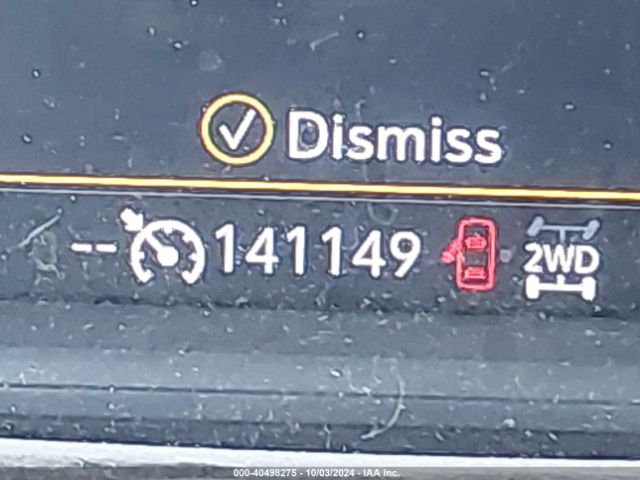 Dismiss
-- 141149 2WD
000-40498275 - 10/03/2024 - IAA Inc.